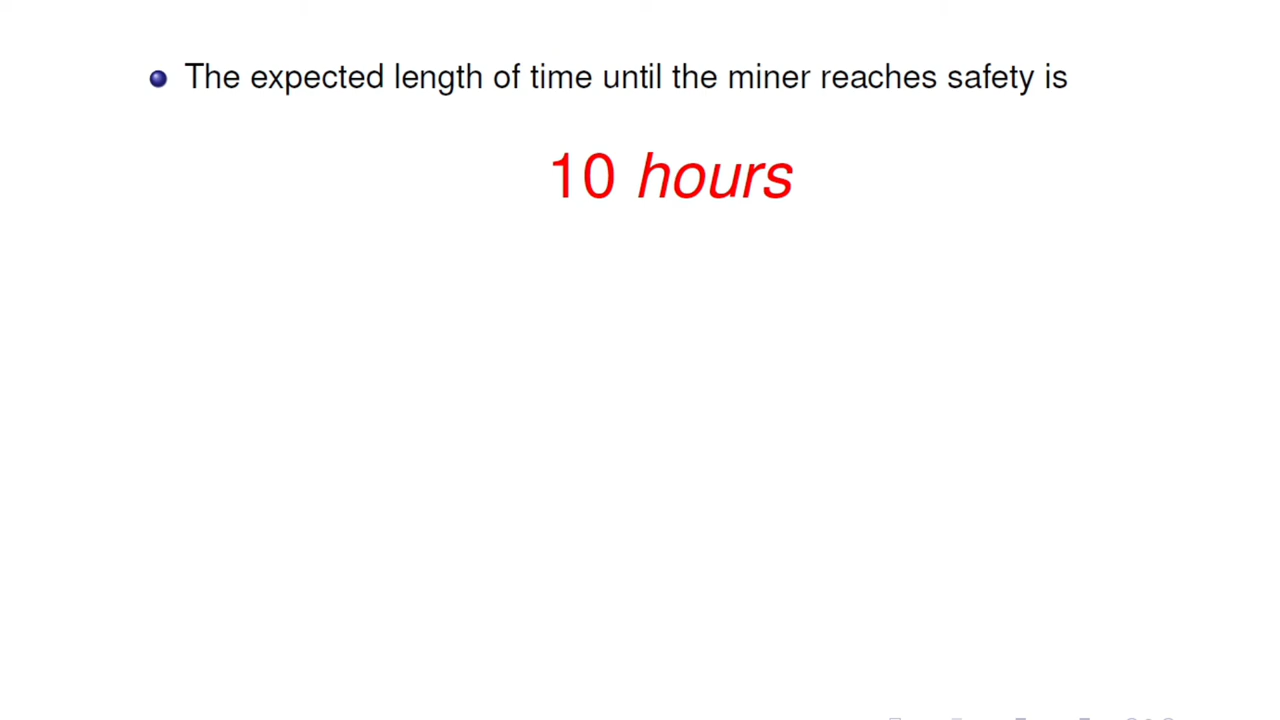 The expected length of time until the miner reaches safety is
10 hours